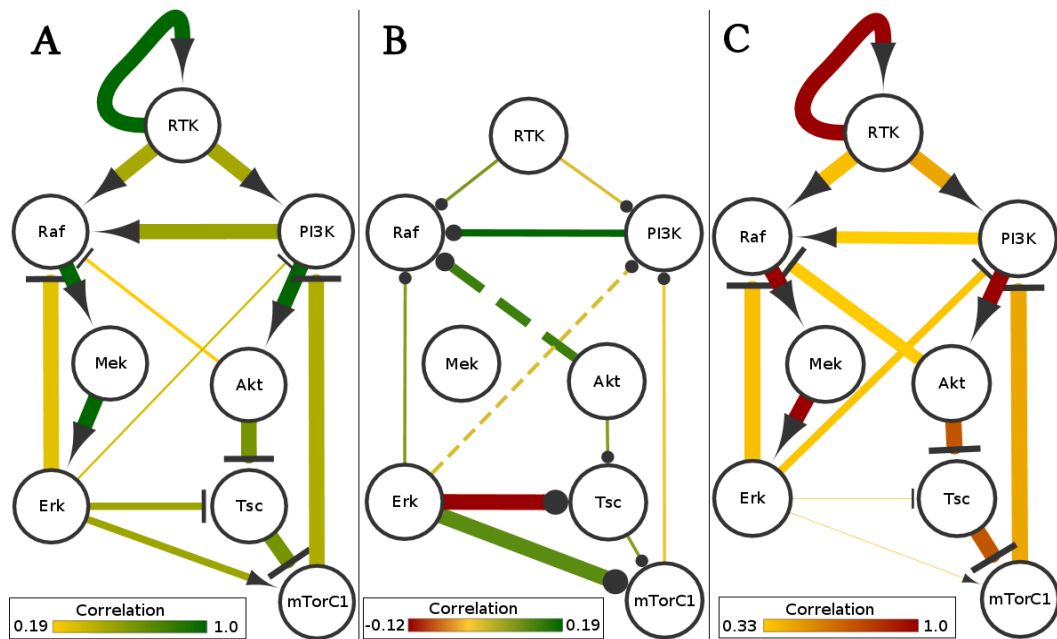 A
RTK
Raf
PI3K
Mek
Akt
Erk
Tsc
mTorC1
Correlation
0.19 1.0
B
RTK
Raf
PI3K
Mek
Akt
Erk
Tsc
mTorC1
Correlation
-0.12 0.19
C
RTK
Raf
PI3K
Mek
Akt
Erk
Tsc
mTorC1
Correlation
0.33 1.0